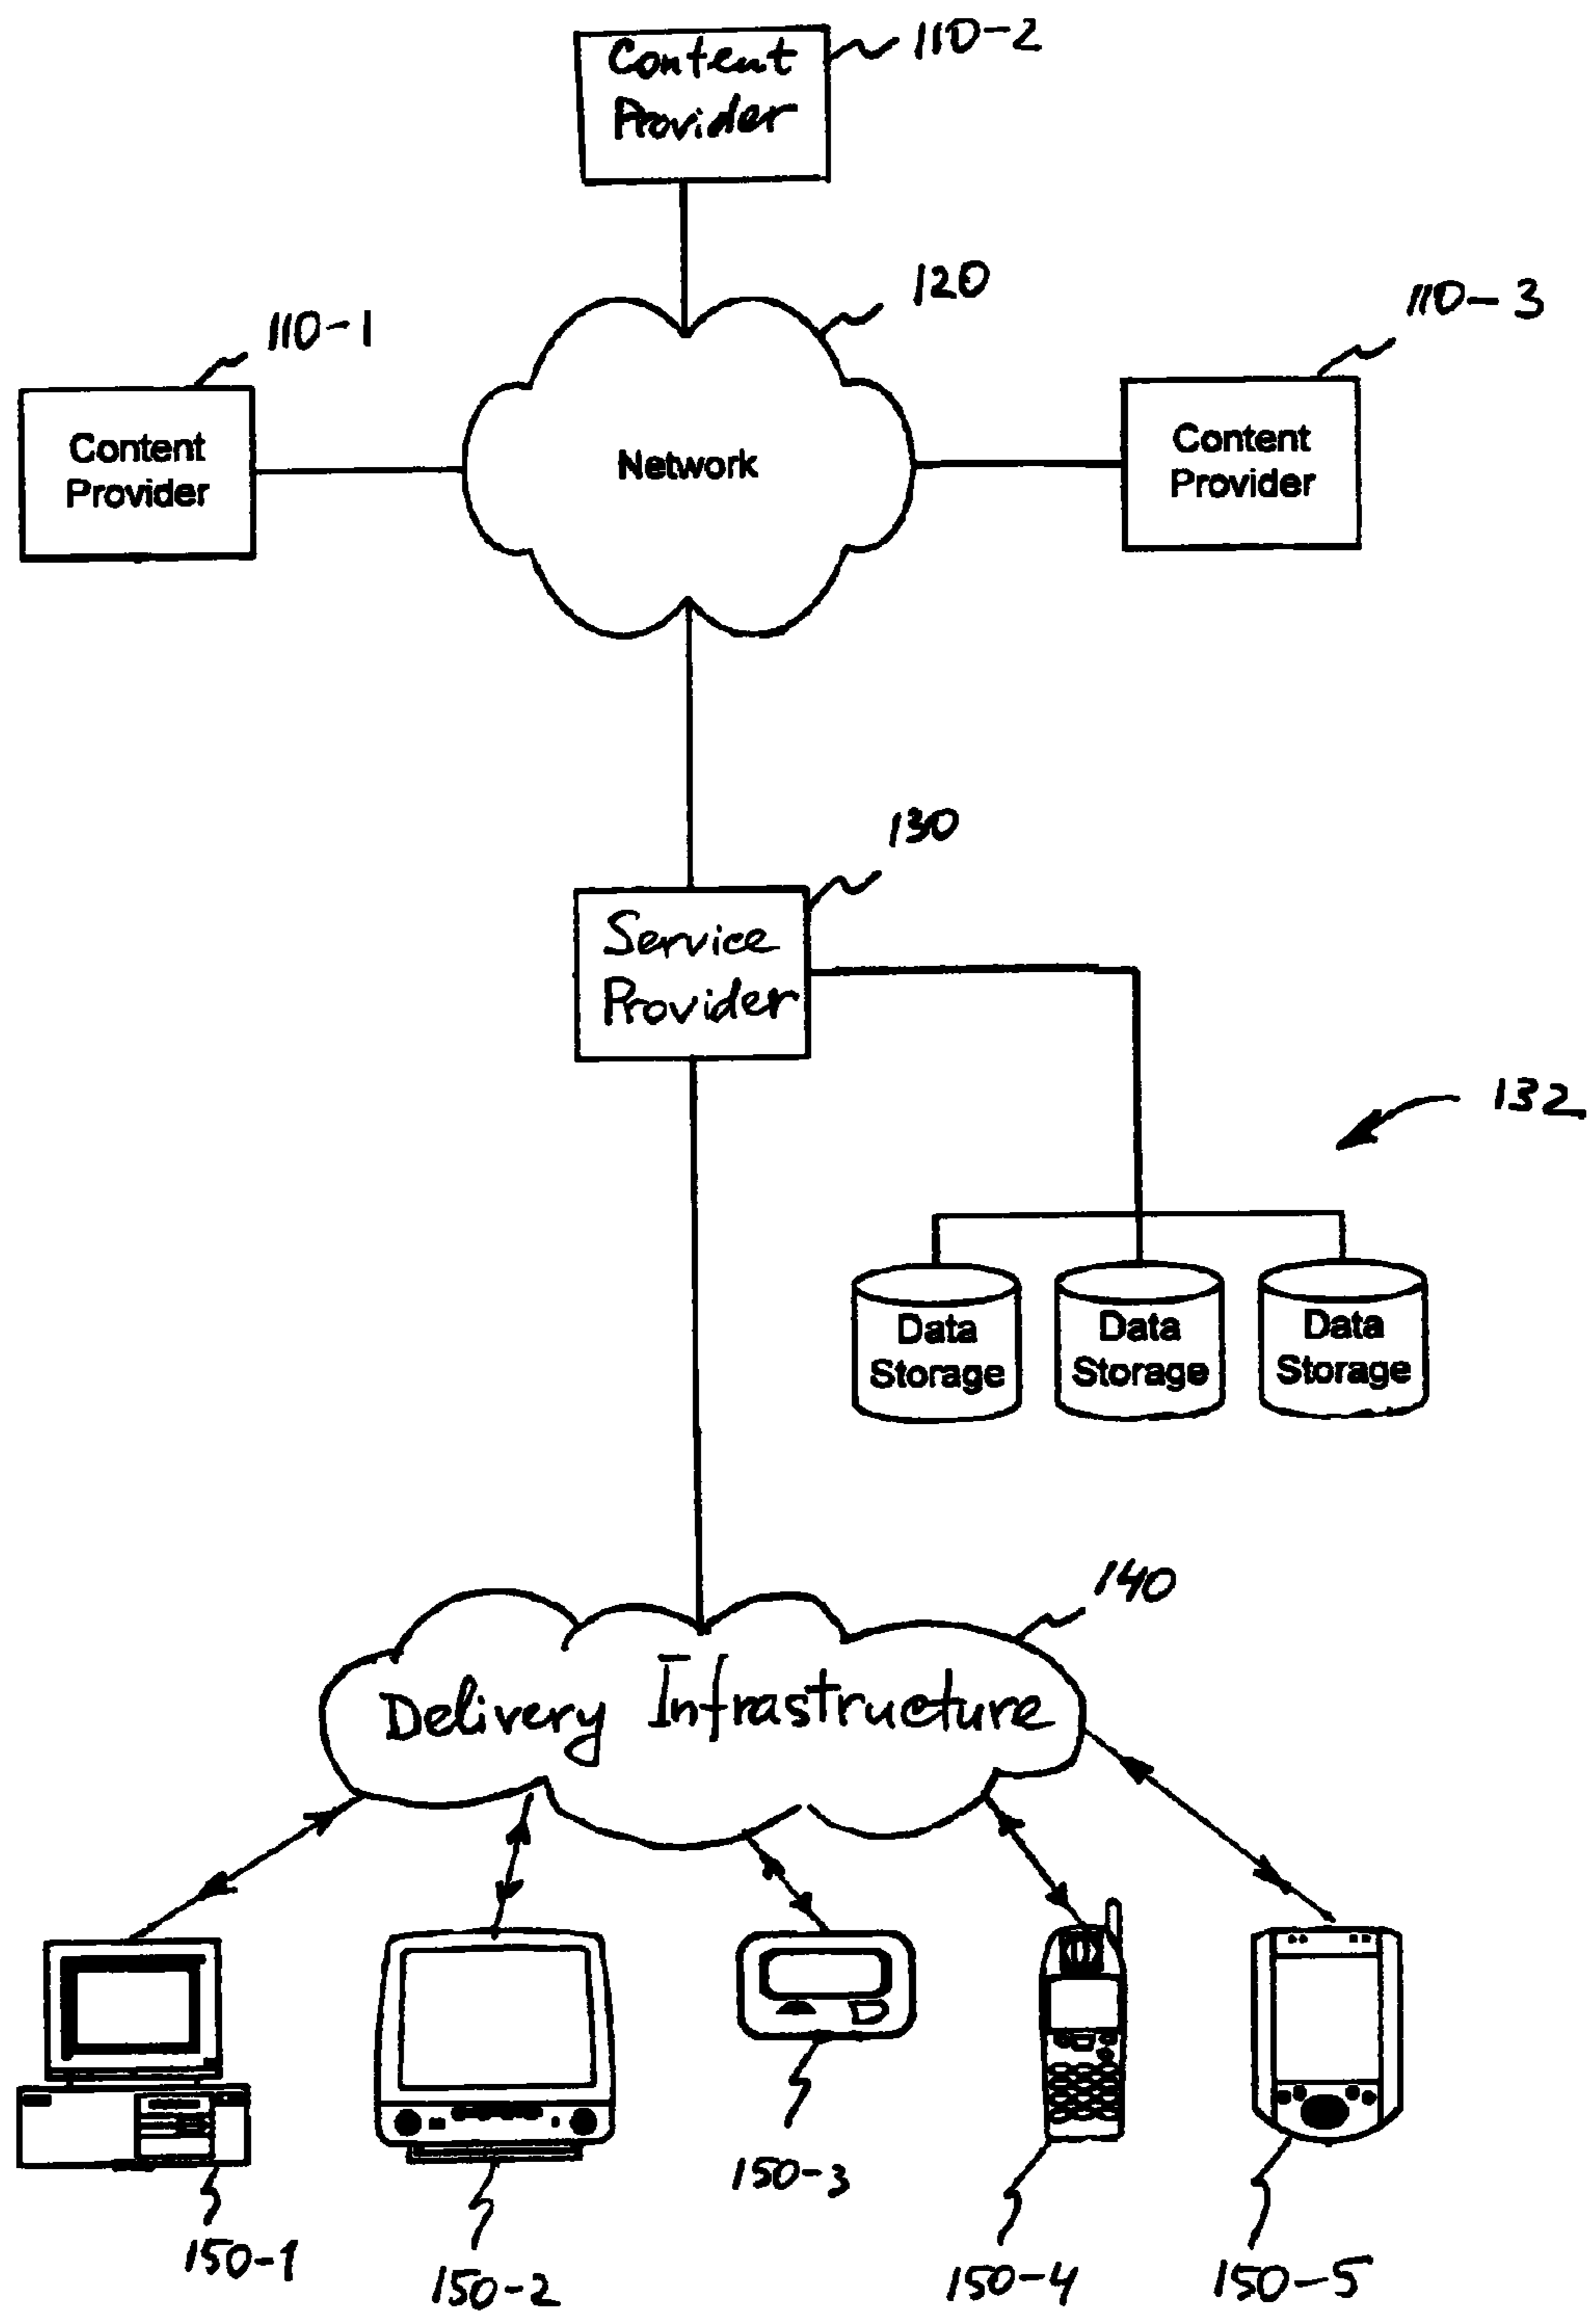 110-2
Content
Provider
120
110-3
110-1
Content
Provider
Network
Content
Provider
130
Service
Provider
132
Data
Storage
Data
Storage
Data
Storage
140
Delivery Infrastructure
150-1
150-2
150-3
150-4
150-5